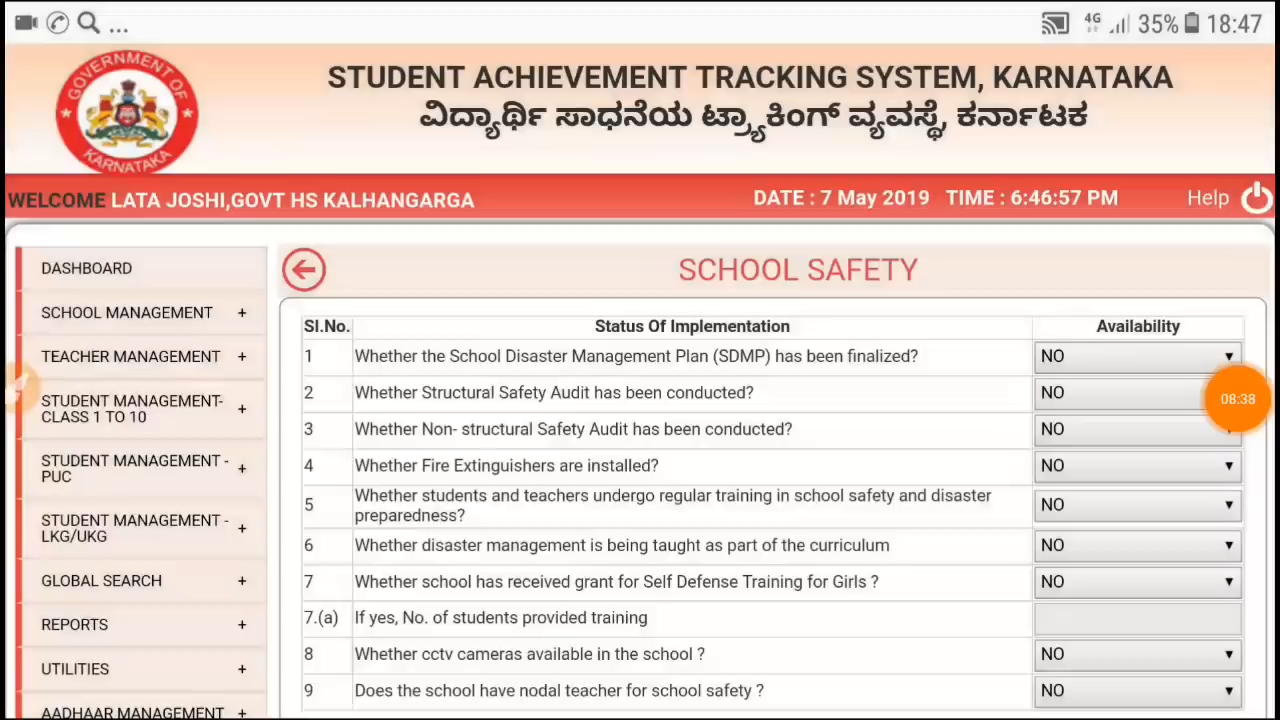 ...
4G 35% 18:47
GOVERNMENT OF
KARNATAKA
STUDENT ACHIEVEMENT TRACKING SYSTEM, KARNATAKA
ವಿದ್ಯಾರ್ಥಿ ಸಾಧನೆಯ ಟ್ರ್ಯಾಕಿಂಗ್ ವ್ಯವಸ್ಥೆ, ಕರ್ನಾಟಕ
WELCOME LATA JOSHI,GOVT HS KALHANGARGA
DATE : 7 May 2019 TIME : 6:46:57 PM Help
DASHBOARD
SCHOOL MANAGEMENT +
TEACHER MANAGEMENT +
STUDENT MANAGEMENT-
CLASS 1 TO 10 +
STUDENT MANAGEMENT -
PUC +
STUDENT MANAGEMENT -
LKG/UKG +
GLOBAL SEARCH +
REPORTS +
UTILITIES +
AADHAAR MANAGEMENT +
SCHOOL SAFETY
Sl.No. Status Of Implementation Availability
1 Whether the School Disaster Management Plan (SDMP) has been finalized? NO
2 Whether Structural Safety Audit has been conducted? NO
08:38
3 Whether Non- structural Safety Audit has been conducted? NO
4 Whether Fire Extinguishers are installed? NO
5 Whether students and teachers undergo regular training in school safety and disaster NO
preparedness?
6 Whether disaster management is being taught as part of the curriculum NO
7 Whether school has received grant for Self Defense Training for Girls ? NO
7.(a) If yes, No. of students provided training
8 Whether cctv cameras available in the school ? NO
9 Does the school have nodal teacher for school safety ? NO